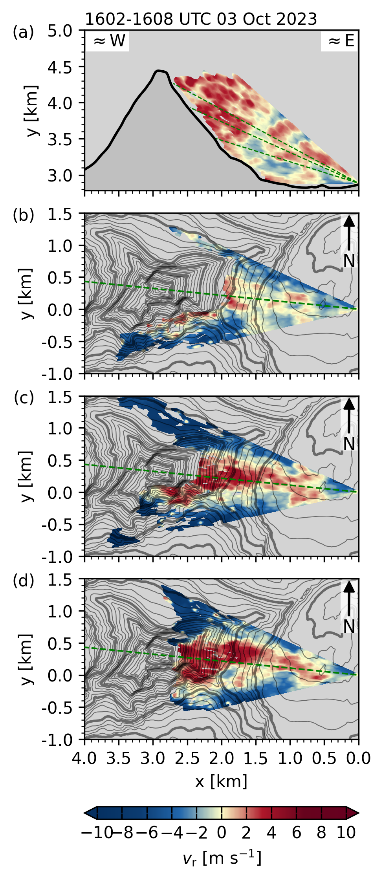 1602-1608 UTC 03 Oct 2023
(a)
≈ W
≈ E
5.0
4.5
4.0
3.5
3.0
y [km]
(b)
1.5
1.0
0.5
0.0
-0.5
-1.0
y [km]
N
(c)
1.5
1.0
0.5
0.0
-0.5
-1.0
y [km]
N
(d)
1.5
1.0
0.5
0.0
-0.5
-1.0
y [km]
N
4.0 3.5 3.0 2.5 2.0 1.5 1.0 0.5 0.0
x [km]
−10−8 −6 −4 −2 0 2 4 6 8 10
v_r [m s⁻¹]